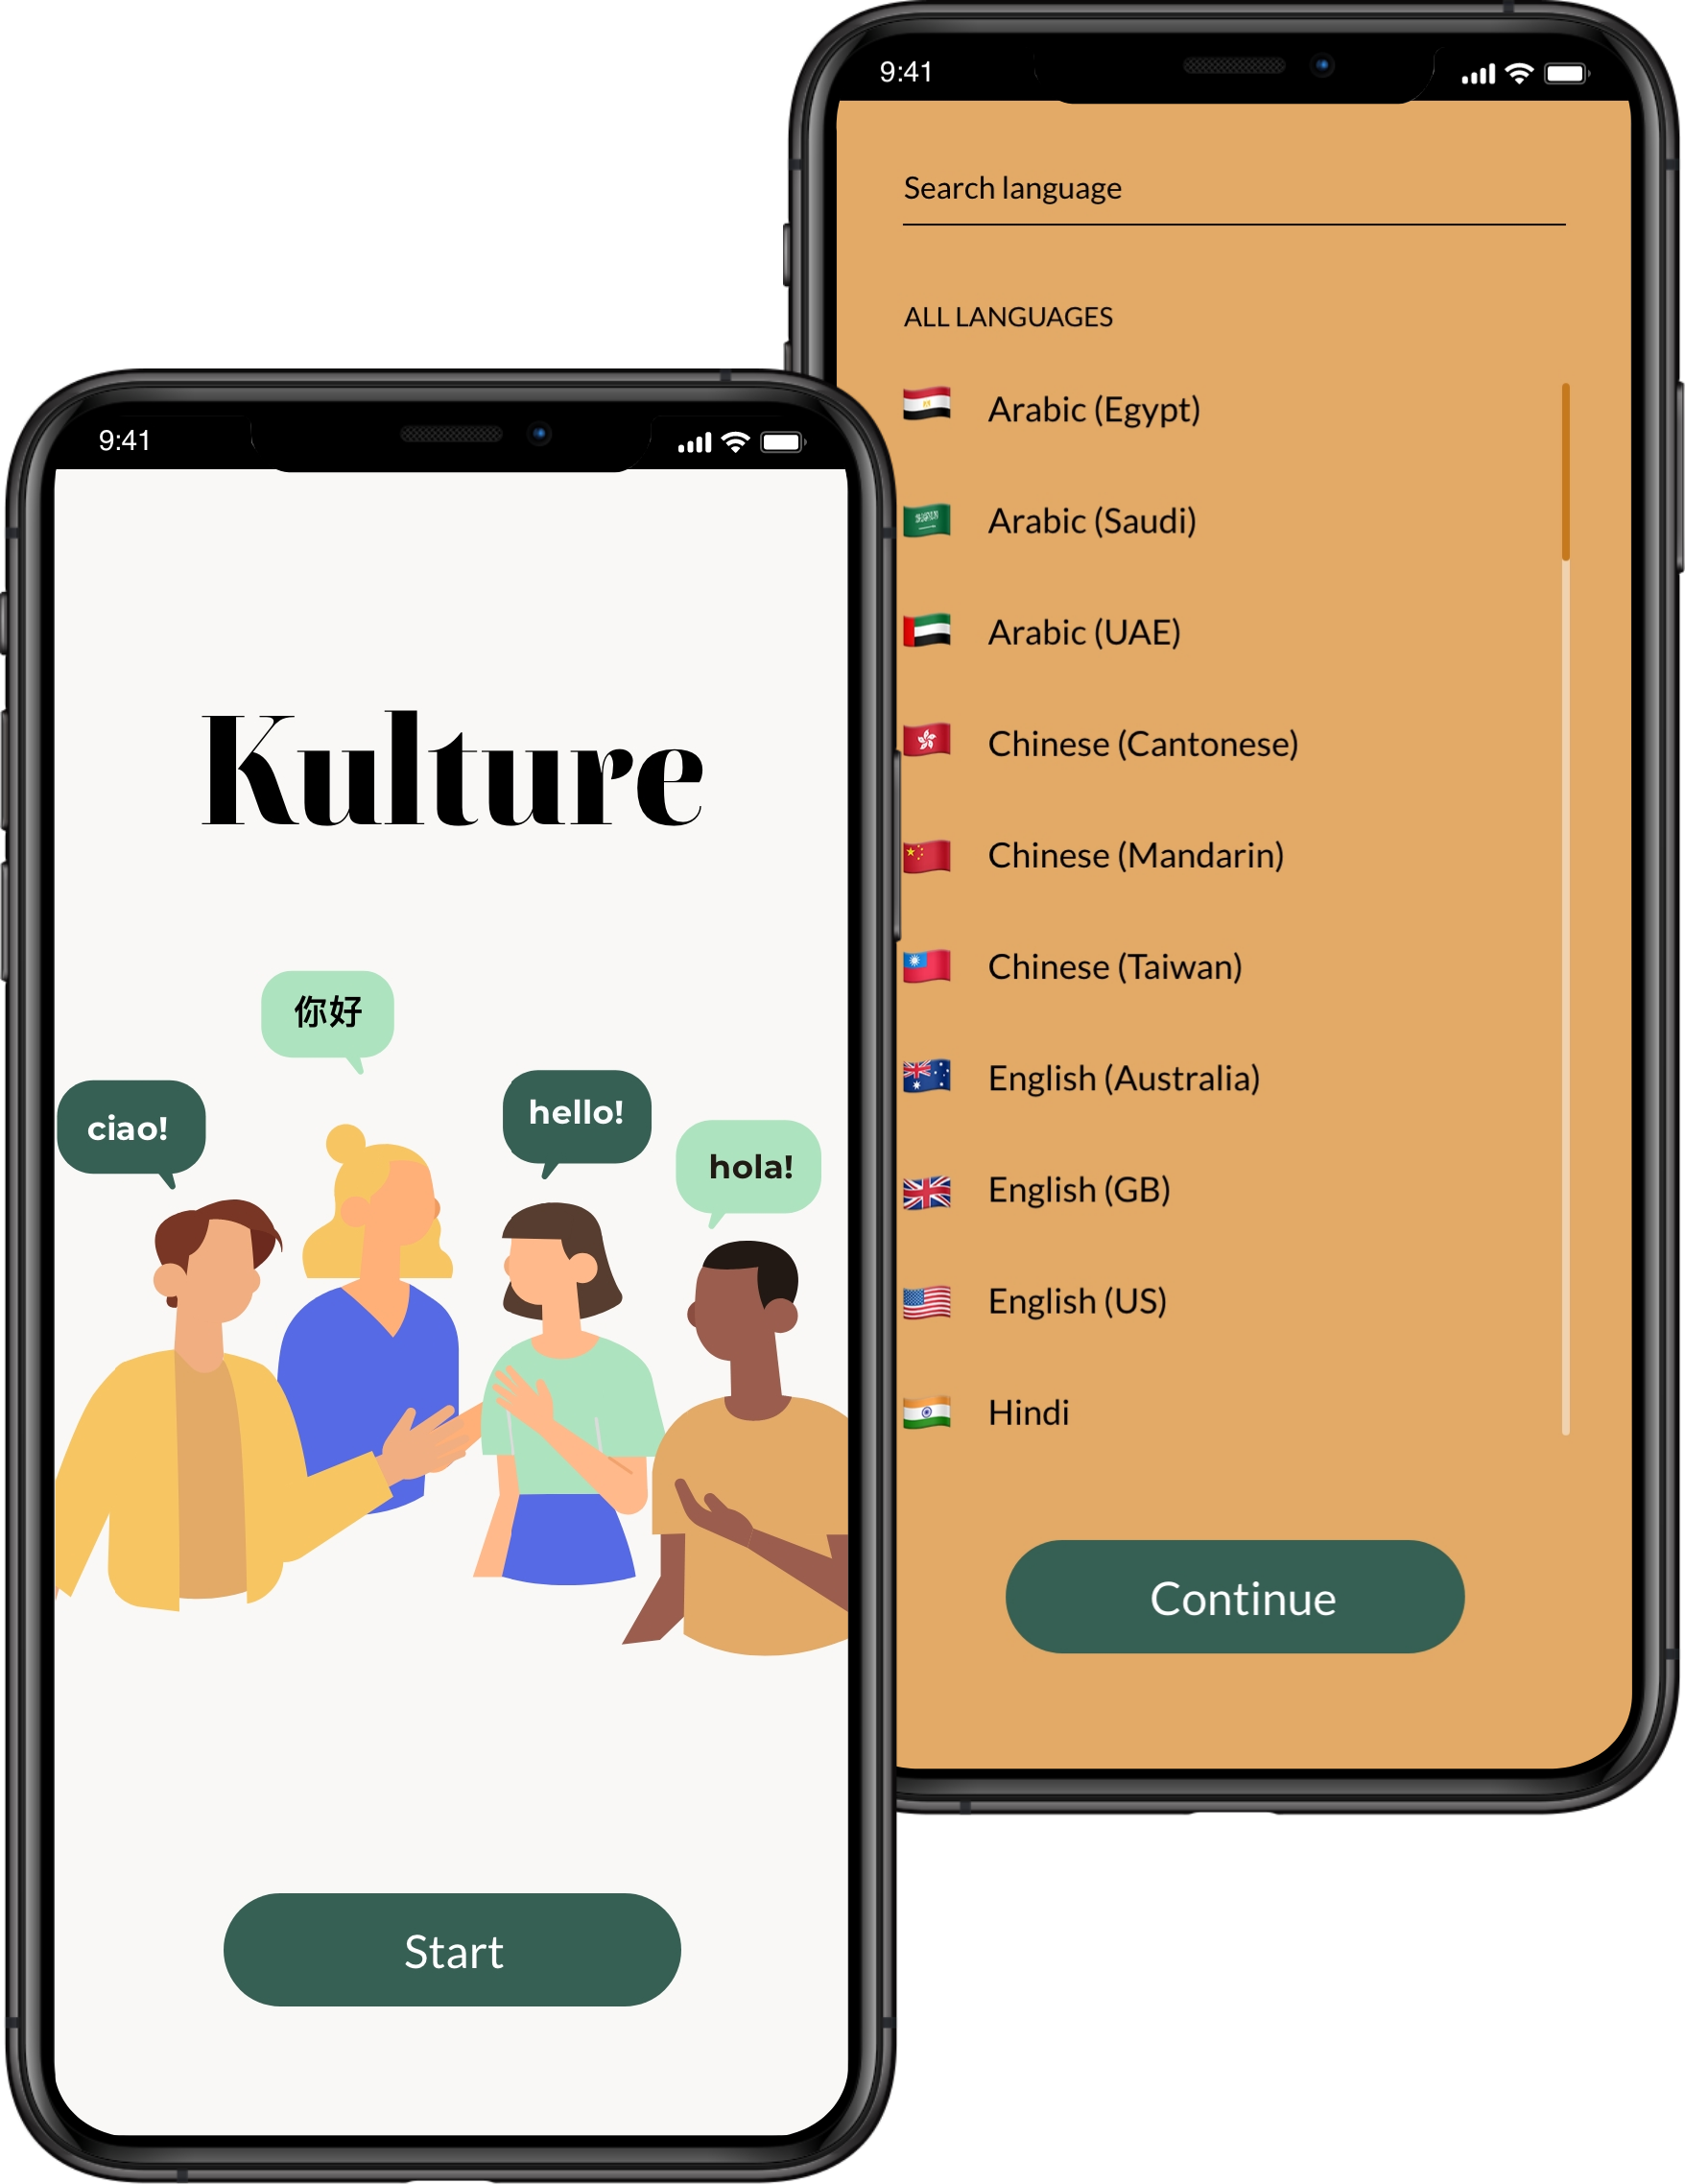 9:41
Kulture
你好
ciao!
hello!
hola!
Start
9:41
Search language
ALL LANGUAGES
Arabic (Egypt)
Arabic (Saudi)
Arabic (UAE)
Chinese (Cantonese)
Chinese (Mandarin)
Chinese (Taiwan)
English (Australia)
English (GB)
English (US)
Hindi
Continue